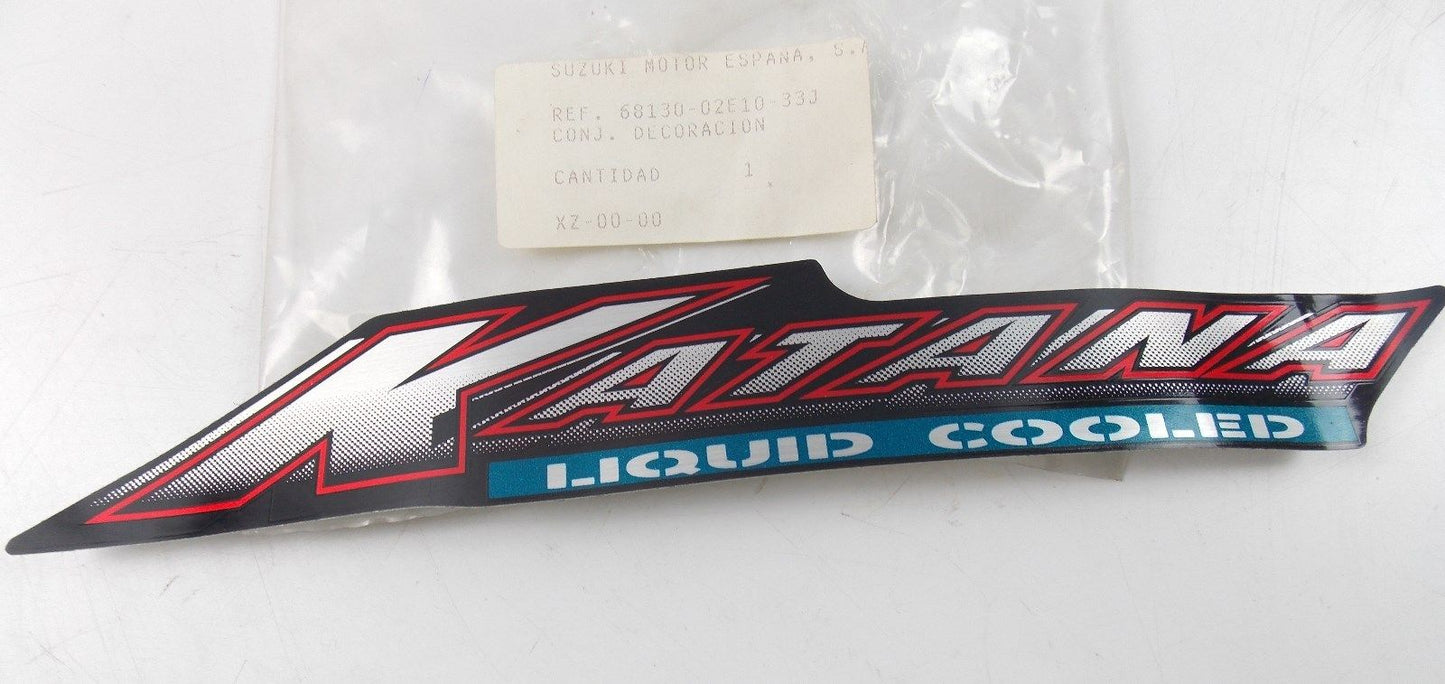 SUZUKI MOTOR ESPANA, S.A
REF. 68130-02E10-33J
CONJ. DECORACION
CANTIDAD 1
XZ-00-00
KATANA
LIQUID COOLED